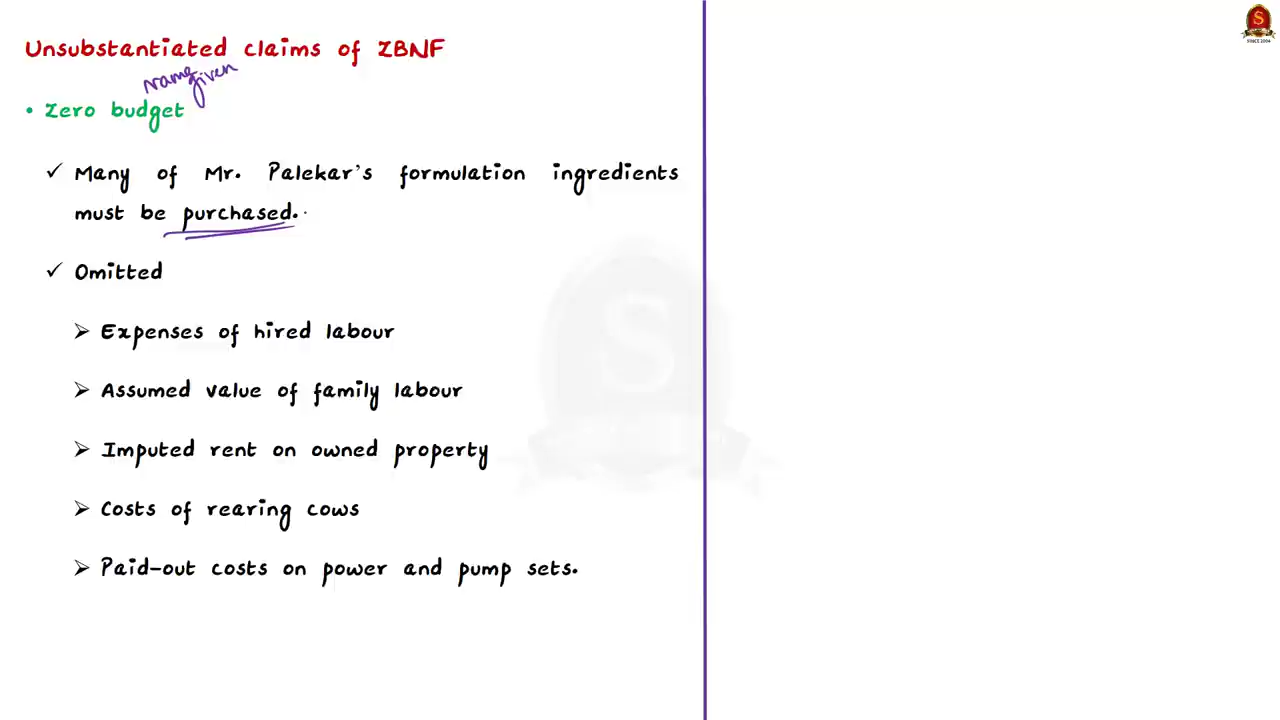 Unsubstantiated claims of ZBNF
Name given
• Zero budget
✓ Many of Mr. Palekar's formulation ingredients
must be purchased.
✓ Omitted
➢ Expenses of hired labour
➢ Assumed value of family labour
➢ Imputed rent on owned property
➢ Costs of rearing cows
➢ Paid-out costs on power and pump sets.
S
SINCE 2004
S